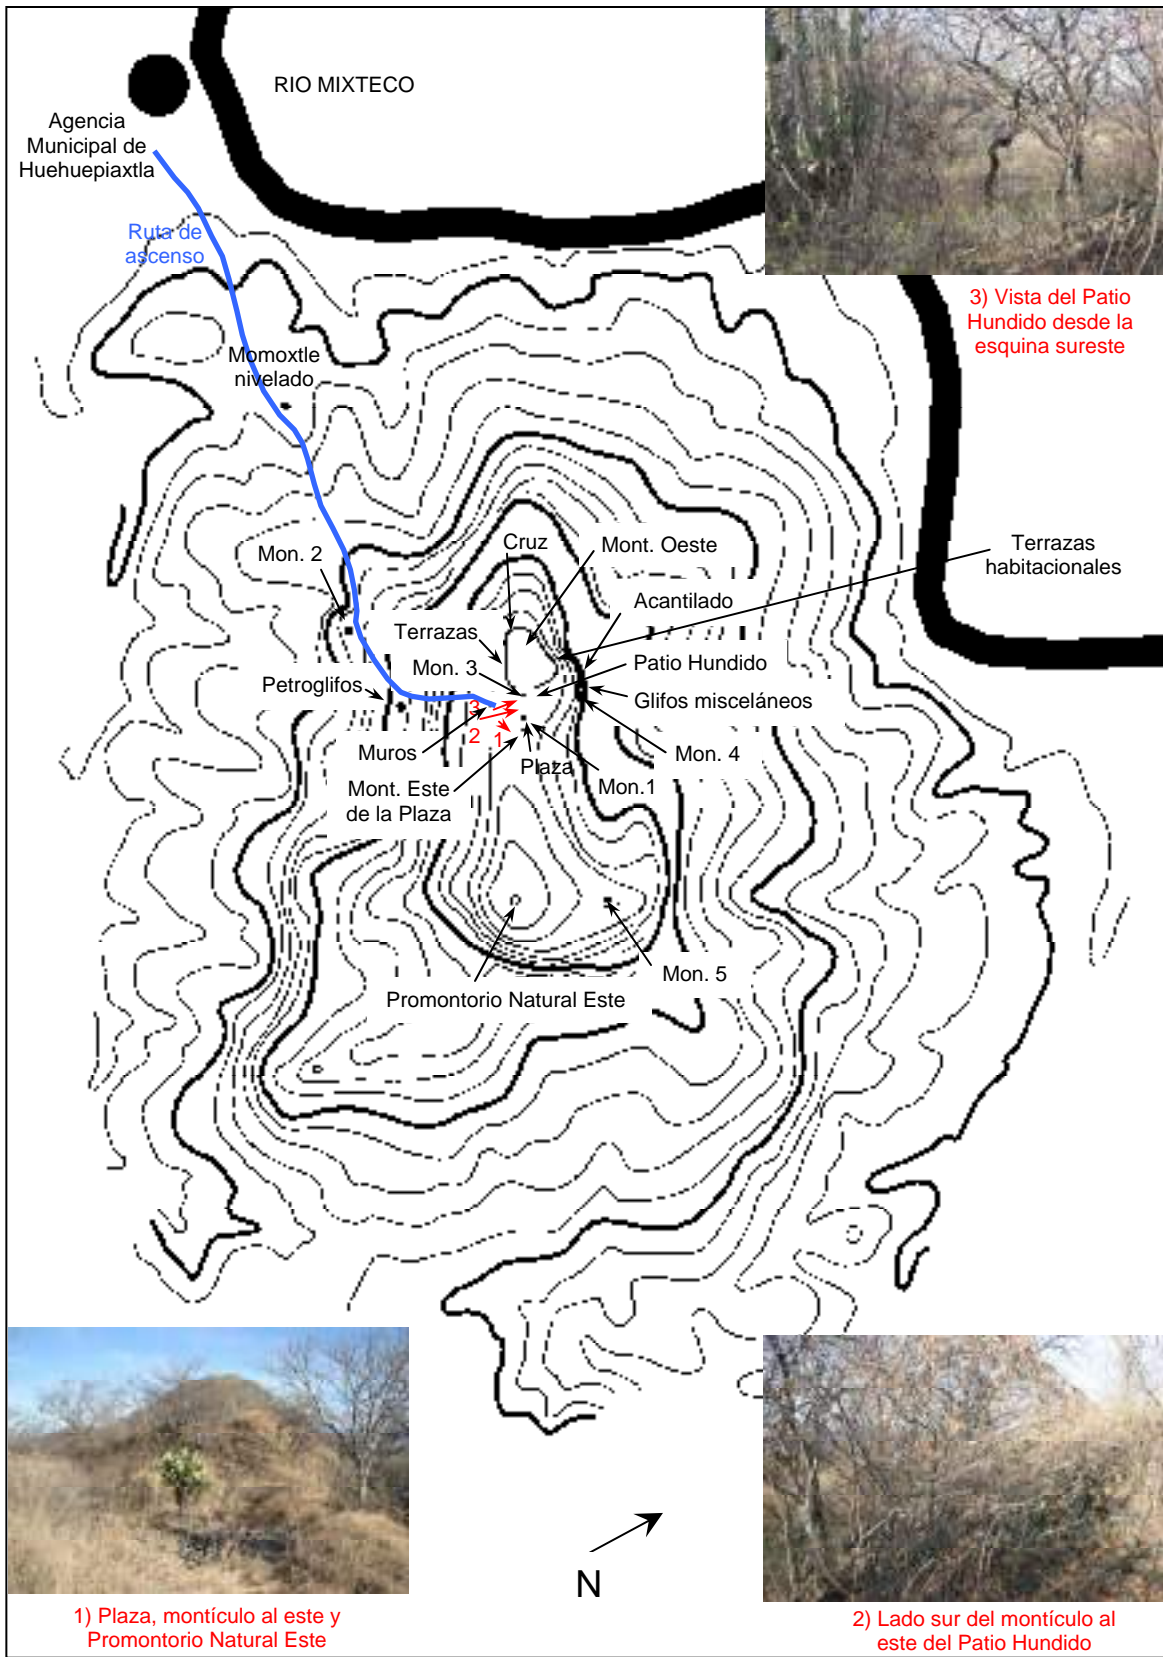 RIO MIXTECO
Agencia
Municipal de
Huehuepiaxtla
Ruta de
ascenso
3) Vista del Patio
Hundido desde la
esquina sureste
Momoxtle
nivelado
Mon. 2
Cruz
Mont. Oeste
Terrazas
habitacionales
Acantilado
Terrazas
Mon. 3
Patio Hundido
Petroglifos
Glifos misceláneos
3
2
1
Muros
Plaza
Mon. 4
Mont. Este
de la Plaza
Mon.1
Mon. 5
Promontorio Natural Este
N
1) Plaza, montículo al este y
Promontorio Natural Este
2) Lado sur del montículo al
este del Patio Hundido